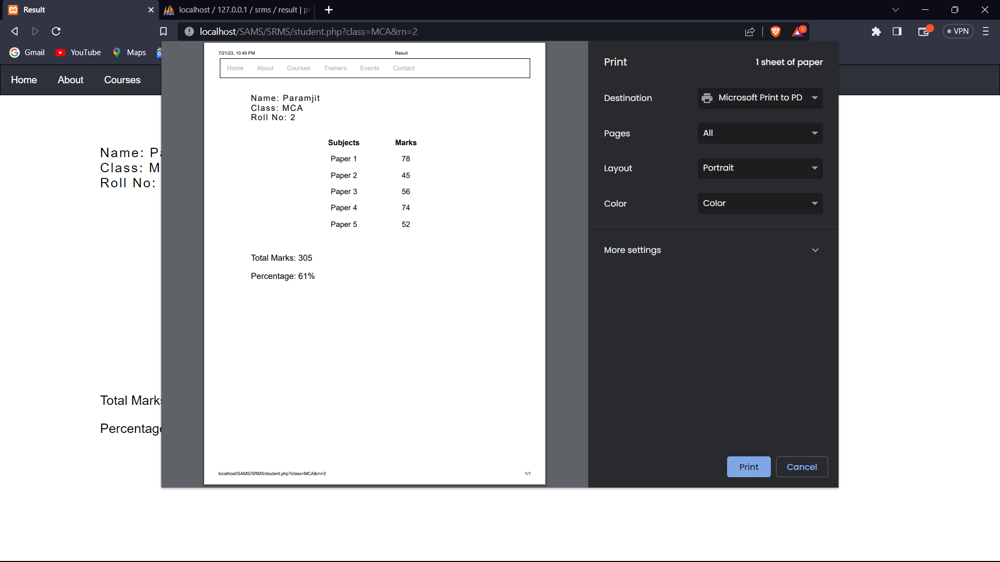 Result
localhost / 127.0.0.1 / srms / result | ph
localhost/SAMS/SRMS/student.php?class=MCA&rn=2
1
VPN
Gmail YouTube Maps
Home About Courses
Name: Pa
Class: M
Roll No:
Total Marks
Percentage
7/21/23, 10:49 PM Result
Home About Courses Trainers Events Contact
Name: Paramjit
Class: MCA
Roll No: 2
Subjects Marks
Paper 1 78
Paper 2 45
Paper 3 56
Paper 4 74
Paper 5 52
Total Marks: 305
Percentage: 61%
localhost/SAMS/SRMS/student.php?class=MCA&rn=2 1/1
Print 1 sheet of paper
Destination Microsoft Print to PD
Pages All
Layout Portrait
Color Color
More settings
Print Cancel